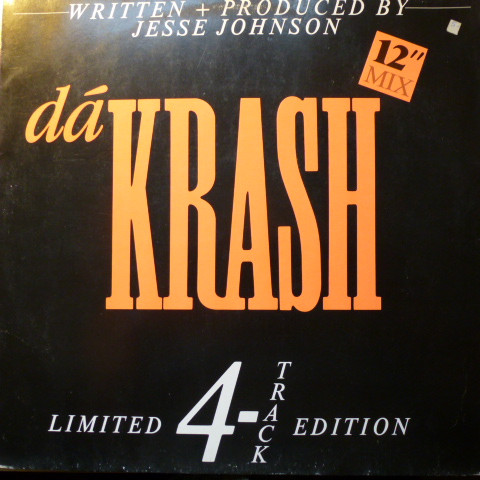 WRITTEN + PRODUCED BY
JESSE JOHNSON
12"
MIX
dá
KRASH
LIMITED 4-TRACK EDITION